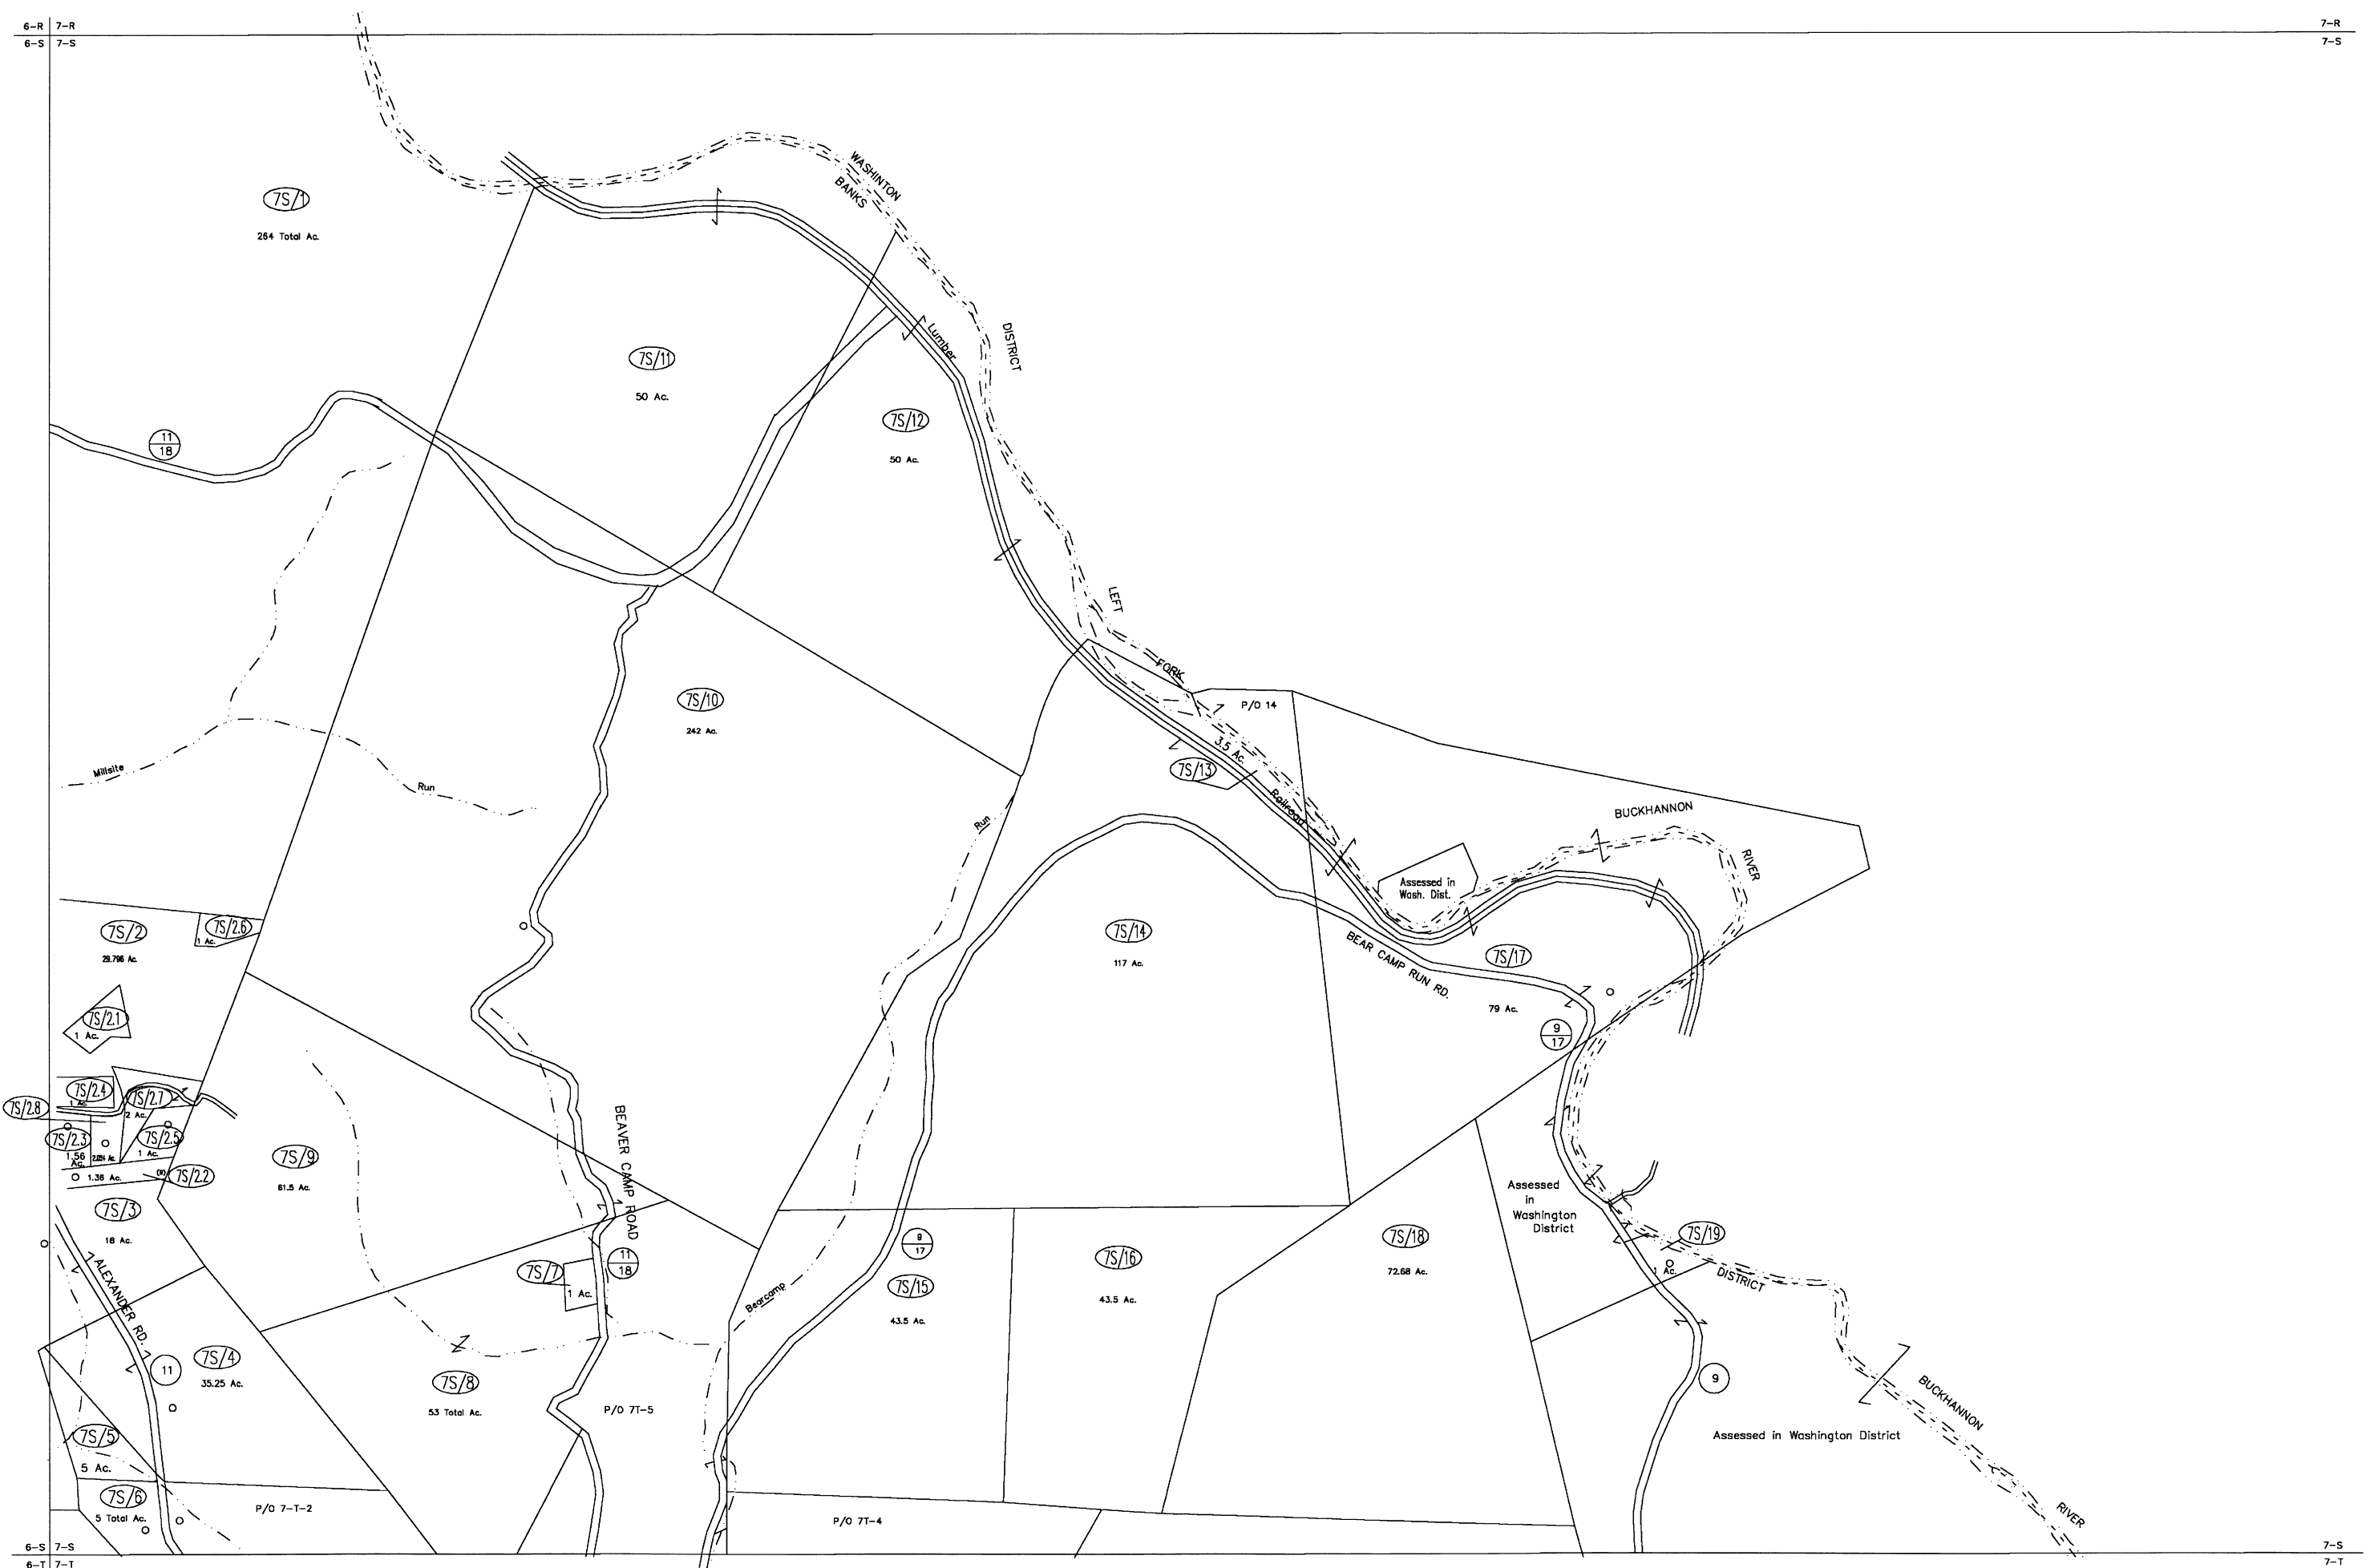 6-R 7-R
7-R
6-S 7-S
7-S
WASHINTON
BANKS
7S/1
264 Total Ac.
DISTRICT
Lumber
7S/11
50 Ac.
7S/12
50 Ac.
11
18
LEFT
FORK
7S/10
242 Ac.
P/O 14
3.5 Ac.
7S/13
Railroad
Millsite
Run
Run
BUCKHANNON
RIVER
Assessed in
Wash. Dist.
7S/2
29.796 Ac.
7S/2.6
1 Ac.
7S/14
117 Ac.
BEAR CAMP RUN RD.
7S/17
79 Ac.
9
17
7S/2.1
1 Ac.
7S/2.4
1 Ac.
7S/2.7
2 Ac.
7S/2.8
7S/2.3
1.56
Ac.
7S/2.5
1 Ac.
7S/2.2
1.36 Ac.
BEAVER CAMP ROAD
7S/9
61.5 Ac.
7S/3
18 Ac.
Assessed
in
Washington
District
7S/19
1 Ac.
DISTRICT
ALEXANDER RD.
7S/7
1 Ac.
11
18
9
17
7S/15
43.5 Ac.
7S/16
43.5 Ac.
7S/18
72.68 Ac.
Bearcamp
7S/4
35.25 Ac.
11
7S/8
53 Total Ac.
P/O 7T-5
9
BUCKHANNON
RIVER
Assessed in Washington District
7S/5
5 Ac.
7S/6
5 Total Ac.
P/O 7-T-2
P/O 7T-4
6-S 7-S
7-S
6-T 7-T
7-T